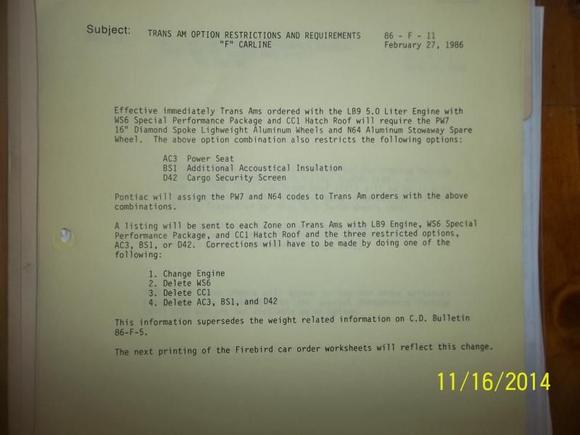 Subject: TRANS AM OPTION RESTRICTIONS AND REQUIREMENTS 86 - F - 11
"F" CARLINE February 27, 1986
Effective immediately Trans Ams ordered with the LB9 5.0 Liter Engine with
WS6 Special Performance Package and CC1 Hatch Roof will require the PW7
16" Diamond Spoke Lighweight Aluminum Wheels and N64 Aluminum Stowaway Spare
Wheel. The above option combination also restricts the following options:
AC3 Power Seat
BS1 Additional Accoustical Insulation
D42 Cargo Security Screen
Pontiac will assign the PW7 and N64 codes to Trans Am orders with the above
combinations.
A listing will be sent to each Zone on Trans Ams with LB9 Engine, WS6 Special
Performance Package, and CC1 Hatch Roof and the three restricted options,
AC3, BS1, or D42. Corrections will have to be made by doing one of the
following:
1. Change Engine
2. Delete WS6
3. Delete CC1
4. Delete AC3, BS1, and D42
This information supersedes the weight related information on C.D. Bulletin
86-F-5.
The next printing of the Firebird car order worksheets will reflect this change.
11/16/2014